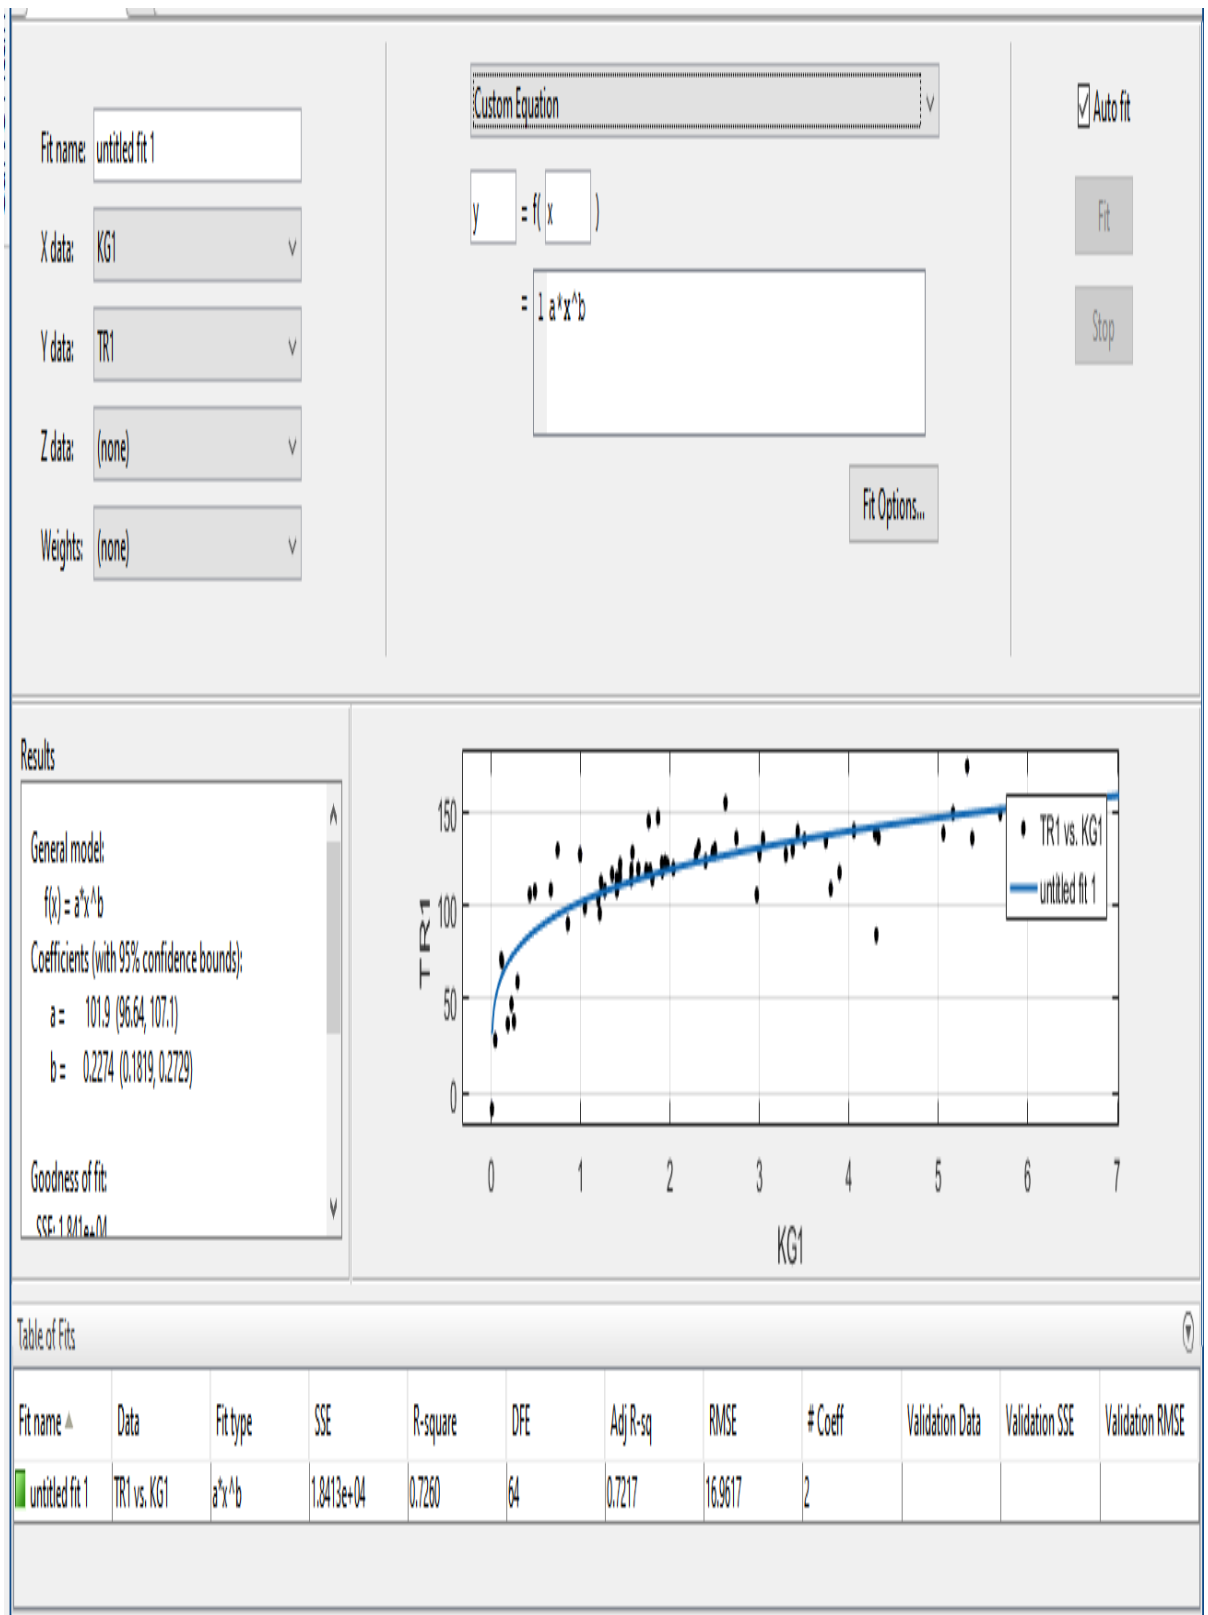 Fit name: untitled fit 1
X data: KG1
Y data: TR1
Z data: (none)
Weights: (none)
Custom Equation
y = f( x )
= 1 a*x^b
Fit Options...
Auto fit
Fit
Stop
Results
General model:
f(x) = a*x^b
Coefficients (with 95% confidence bounds):
a = 101.9 (96.64, 107.1)
b = 0.2274 (0.1819, 0.2729)
Goodness of fit:
SSE: 1.841e+04
150
100
50
0
TR1
0 1 2 3 4 5 6 7
KG1
TR1 vs. KG1
untitled fit 1
Table of Fits
Fit name Data Fit type SSE R-square DFE Adj R-sq RMSE # Coeff Validation Data Validation SSE Validation RMSE
untitled fit 1 TR1 vs. KG1 a*x^b 1.8413e+04 0.7260 64 0.7217 16.9617 2